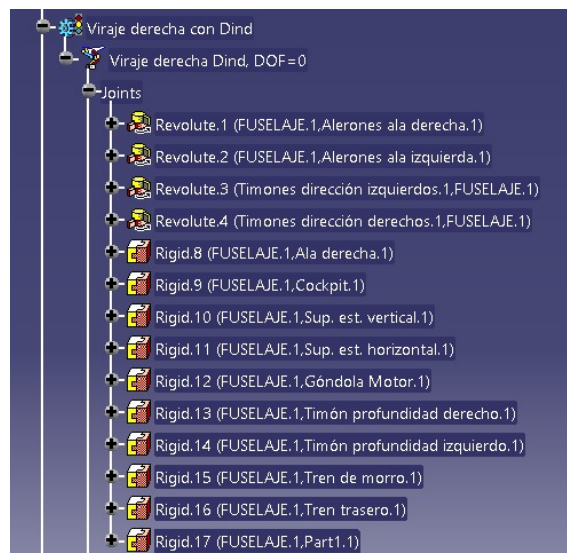 Viraje derecha con Dind
Viraje derecha Dind, DOF=0
Joints
Revolute.1 (FUSELAJE.1,Alerones ala derecha.1)
Revolute.2 (FUSELAJE.1,Alerones ala izquierda.1)
Revolute.3 (Timones dirección izquierdos.1,FUSELAJE.1)
Revolute.4 (Timones dirección derechos.1,FUSELAJE.1)
Rigid.8 (FUSELAJE.1,Ala derecha.1)
Rigid.9 (FUSELAJE.1,Cockpit.1)
Rigid.10 (FUSELAJE.1,Sup. est. vertical.1)
Rigid.11 (FUSELAJE.1,Sup. est. horizontal.1)
Rigid.12 (FUSELAJE.1,Góndola Motor.1)
Rigid.13 (FUSELAJE.1,Timón profundidad derecho.1)
Rigid.14 (FUSELAJE.1,Timón profundidad izquierdo.1)
Rigid.15 (FUSELAJE.1,Tren de morro.1)
Rigid.16 (FUSELAJE.1,Tren trasero.1)
Rigid.17 (FUSELAJE.1,Part1.1)